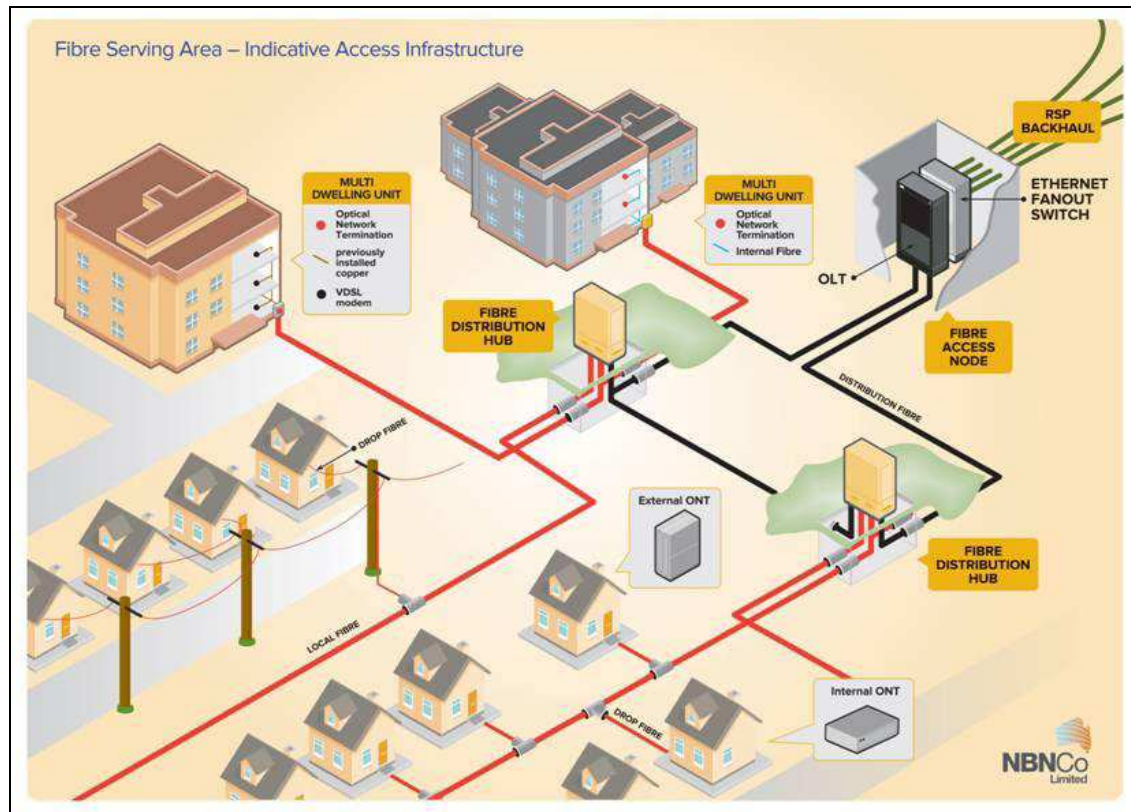 Fibre Serving Area – Indicative Access Infrastructure
RSP
BACKHAUL
ETHERNET
FANOUT
SWITCH
MULTI
DWELLING UNIT
Optical
Network
Termination
previously
installed
copper
VDSL
modem
MULTI
DWELLING UNIT
Optical
Network
Termination
Internal Fibre
OLT
FIBRE
DISTRIBUTION
HUB
FIBRE
ACCESS
NODE
DISTRIBUTION FIBRE
DROP FIBRE
External ONT
FIBRE
DISTRIBUTION
HUB
LOCAL FIBRE
Internal ONT
DROP FIBRE
NBNCo
Limited